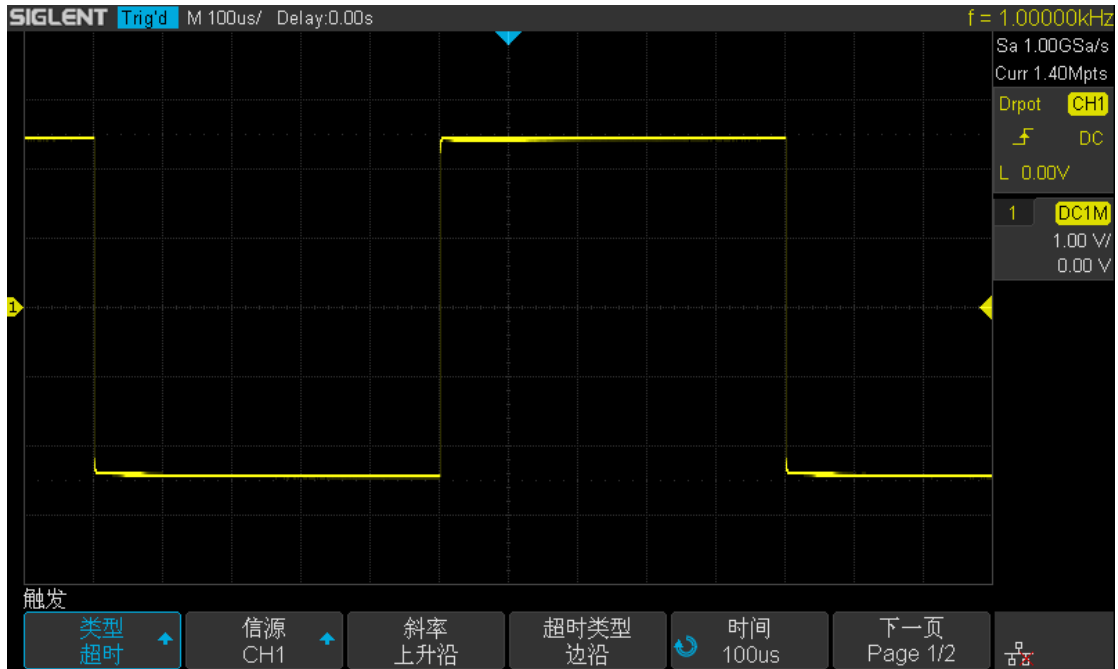 SIGLENT Trig'd M 100us/ Delay:0.00s f = 1.00000kHz
Sa 1.00GSa/s
Curr 1.40Mpts
Drpot CH1
DC
L 0.00V
1 DC1M
1.00 V/
0.00 V
1
触发
类型 信源 斜率 超时类型 时间 下一页
超时 CH1 上升沿 边沿 100us Page 1/2